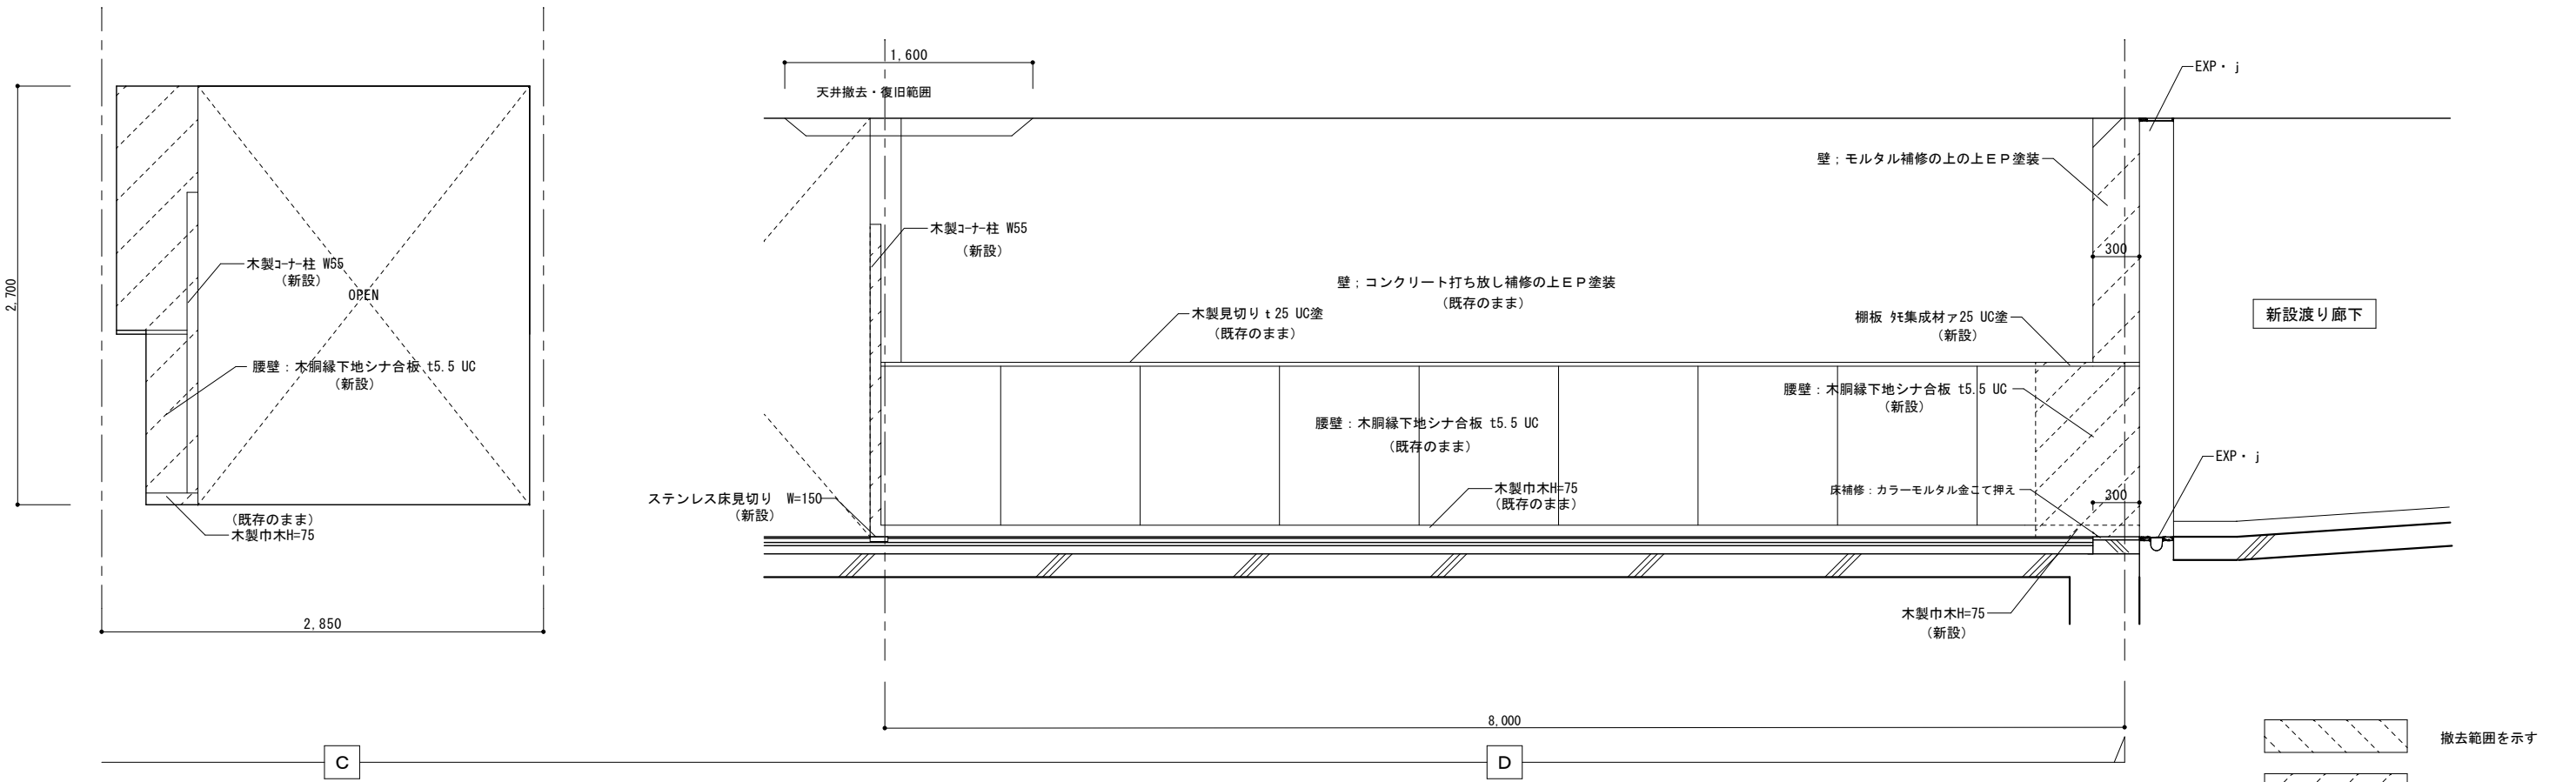 2,700
木製ｺｰﾅｰ柱 W55
（新設）
OPEN
腰壁：木胴縁下地シナ合板 t5.5 UC
（新設）
（既存のまま）
木製巾木H=75
2,850
C
1,600
天井撤去・復旧範囲
木製ｺｰﾅｰ柱 W55
（新設）
壁；コンクリート打ち放し補修の上ＥＰ塗装
（既存のまま）
木製見切りｔ25 UC塗
（既存のまま）
腰壁：木胴縁下地シナ合板 t5.5 UC
（既存のまま）
ステンレス床見切り　W=150
（新設）
木製巾木H=75
（既存のまま）
EXP・ｊ
壁；モルタル補修の上の上ＥＰ塗装
300
棚板 ﾀﾓ集成材ァ25 UC塗
（新設）
腰壁：木胴縁下地シナ合板 t5.5 UC
（新設）
新設渡り廊下
EXP・ｊ
床補修：カラーモルタル金こて押え
300
木製巾木H=75
（新設）
8,000
D
撤去範囲を示す